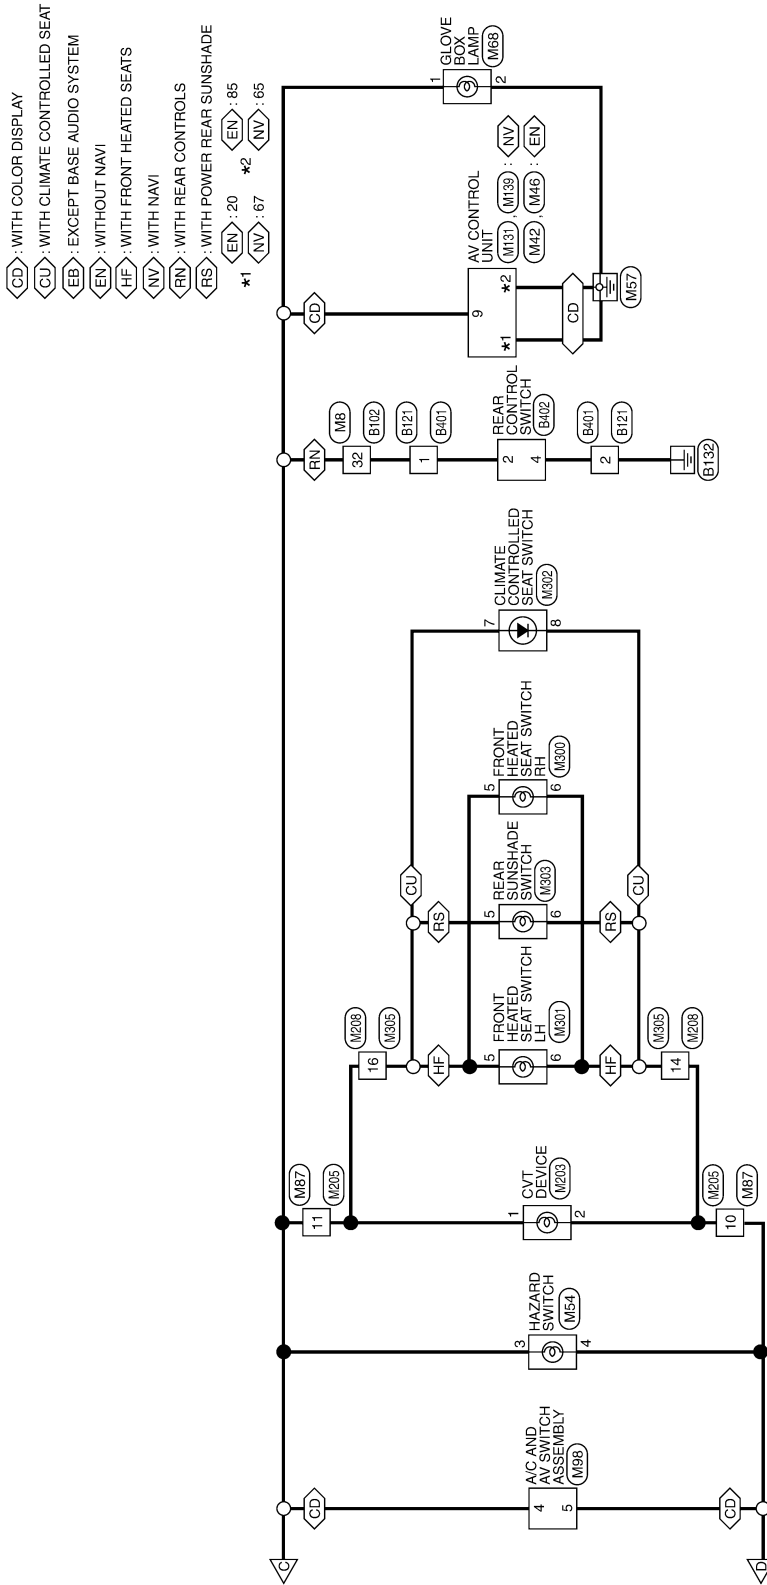 CD : WITH COLOR DISPLAY
CU : WITH CLIMATE CONTROLLED SEAT
EB : EXCEPT BASE AUDIO SYSTEM
EN : WITHOUT NAVI
HF : WITH FRONT HEATED SEATS
NV : WITH NAVI
RN : WITH REAR CONTROLS
RS : WITH POWER REAR SUNSHADE
*1 EN : 20 *2 EN : 85
NV : 67 NV : 65
C
CD
4
5
A/C AND
AV SWITCH
ASSEMBLY
M98
CD
D
3
4
HAZARD
SWITCH
M54
11
M87
M205
1
2
CVT
DEVICE
M203
10
M205
M87
16
M208
M305
HF
5
6
FRONT
HEATED
SEAT SWITCH
LH
M301
HF
14
M305
M208
RS
5
6
REAR
SUNSHADE
SWITCH
M303
RS
CU
CU
5
6
FRONT
HEATED
SEAT SWITCH
RH
M300
7
8
CLIMATE
CONTROLLED
SEAT SWITCH
M302
RN
32
M8
B102
1
B121
B401
2
4
REAR
CONTROL
SWITCH
B402
2
B401
B121
B132
CD
9
*1
*2
AV CONTROL
UNIT
M131 , M139 : NV
M42 , M46 : EN
CD
M57
1
2
GLOVE
BOX
LAMP
M68